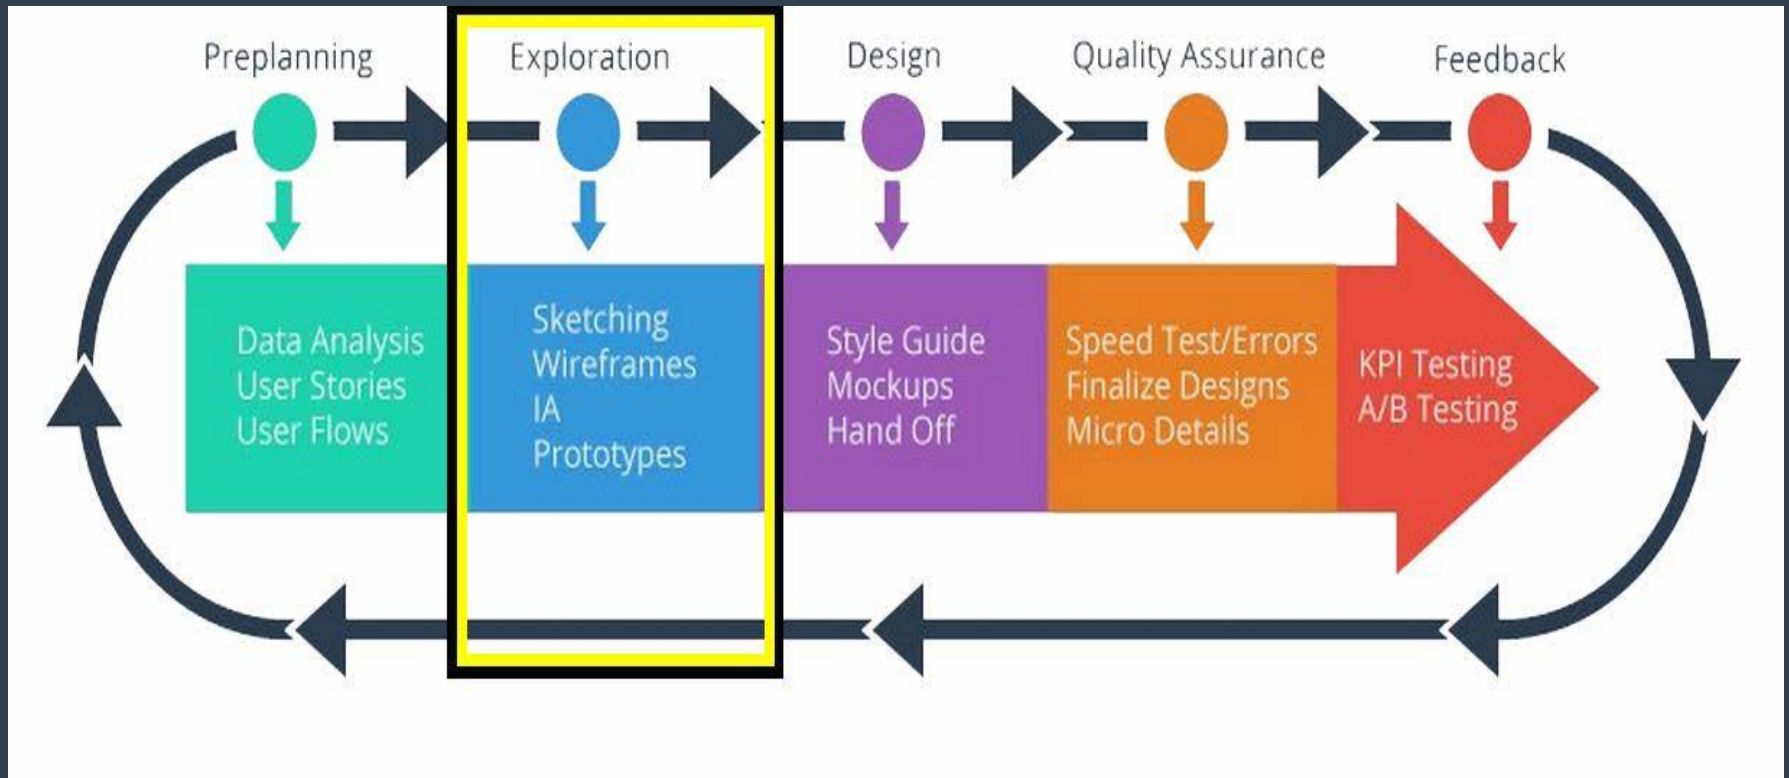 Preplanning
Exploration
Design
Quality Assurance
Feedback
Data Analysis
User Stories
User Flows
Sketching
Wireframes
IA
Prototypes
Style Guide
Mockups
Hand Off
Speed Test/Errors
Finalize Designs
Micro Details
KPI Testing
A/B Testing